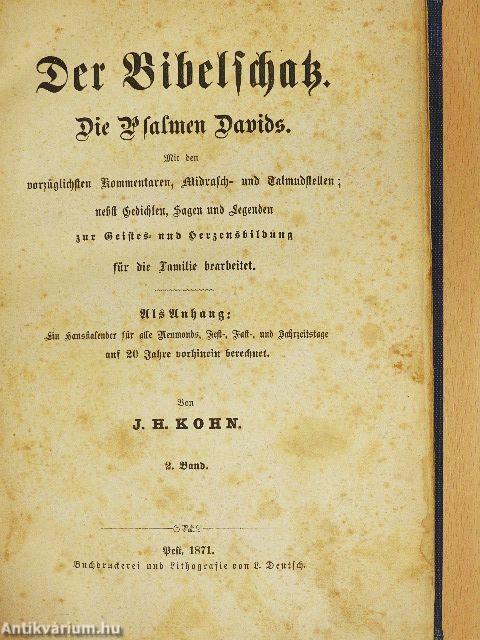 Der Bibelschatz.
Die Psalmen Davids.
Mit den
vorzüglichsten Kommentaren, Midrasch- und Talmudstellen;
nebst Gedichten, Sagen und Legenden
zur Geistes- und Herzensbildung
für die Familie bearbeitet.
Als Anhang:
Ein Hauskalender für alle Neumonds, Fest-, Fast-, und Jahrzeitstage
auf 20 Jahre vorhinein berechnet.
Von
J. H. KOHN.
2. Band.
Pest, 1871.
Buchdruckerei und Lithografie von L. Deutsch.
Antikvárium.hu